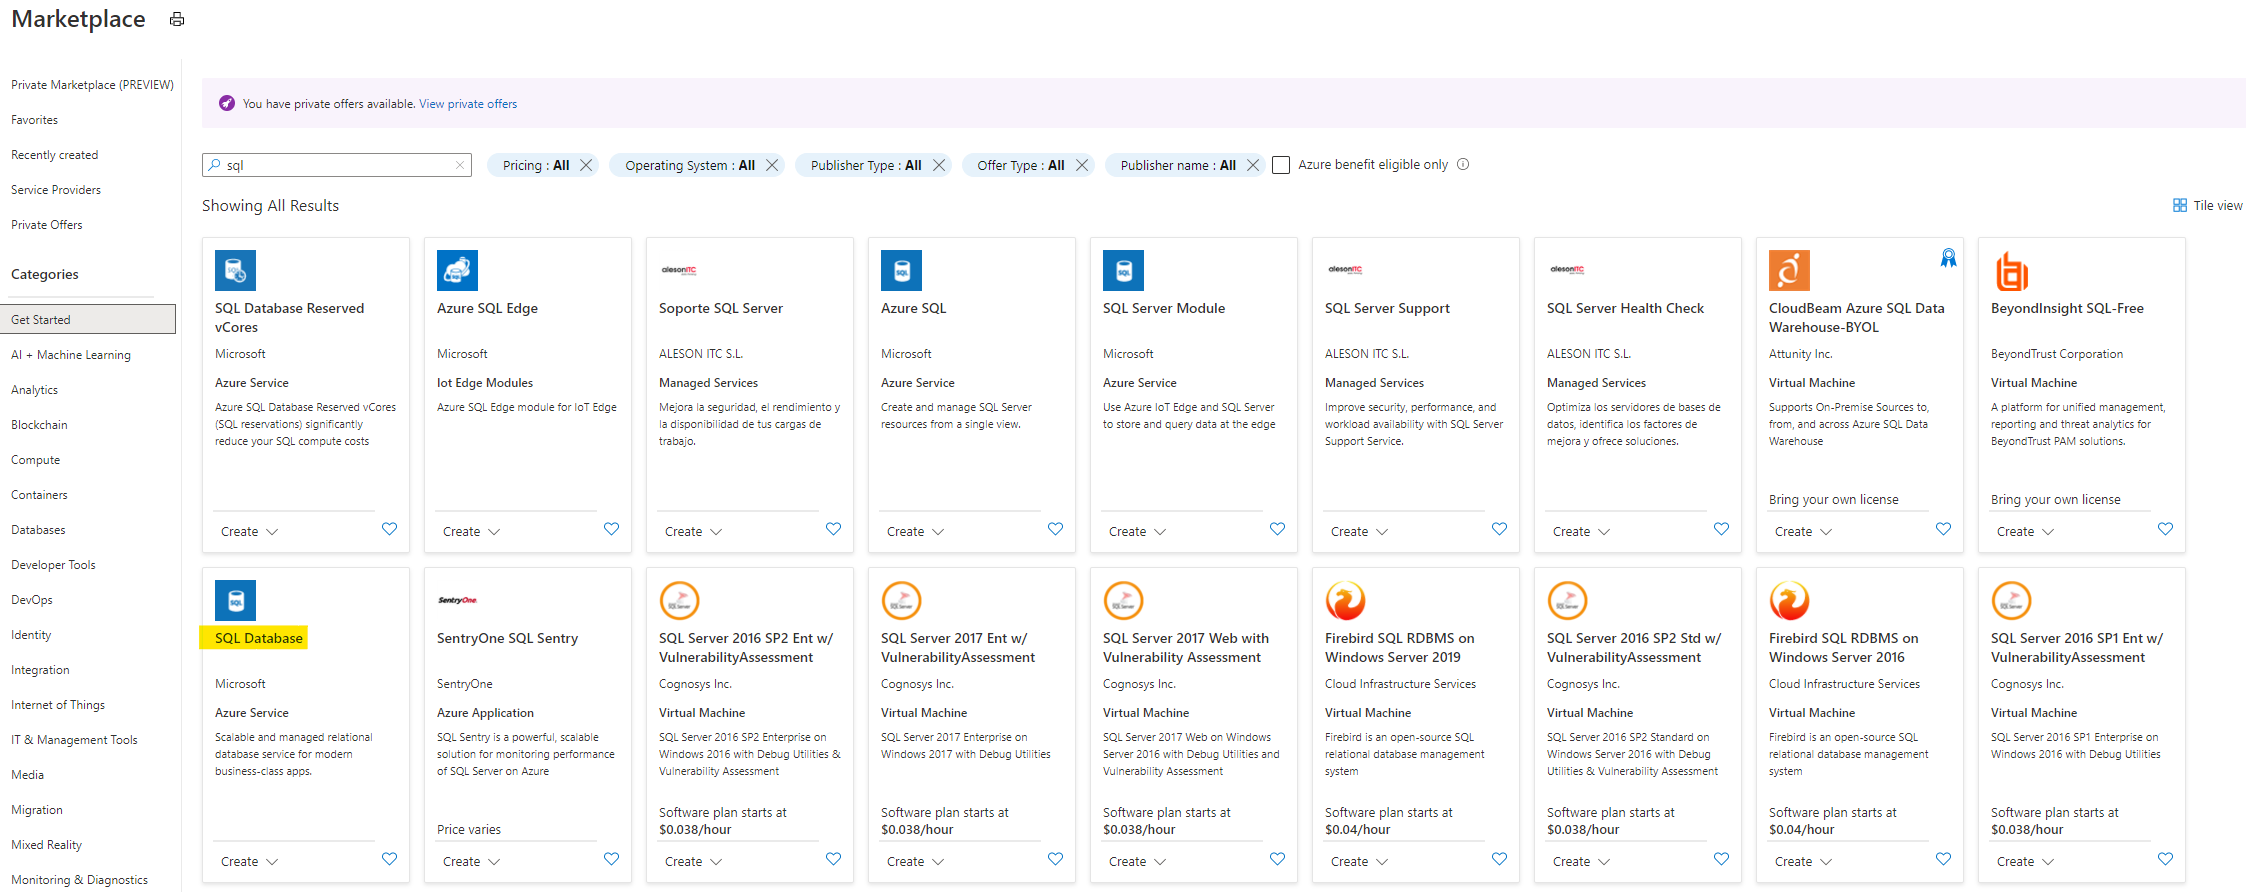 Marketplace
Private Marketplace (PREVIEW)
Favorites
Recently created
Service Providers
Private Offers
Categories
Get Started
AI + Machine Learning
Analytics
Blockchain
Compute
Containers
Databases
Developer Tools
DevOps
Identity
Integration
Internet of Things
IT & Management Tools
Media
Migration
Mixed Reality
Monitoring & Diagnostics
You have private offers available. View private offers
sql
Pricing : All
Operating System : All
Publisher Type : All
Offer Type : All
Publisher name : All
Azure benefit eligible only
Showing All Results
Tile view
SQL Database Reserved
vCores
Microsoft
Azure Service
Azure SQL Database Reserved vCores
(SQL reservations) significantly
reduce your SQL compute costs
Create
Azure SQL Edge
Microsoft
Iot Edge Modules
Azure SQL Edge module for IoT Edge
Create
alesonITC
Soporte SQL Server
ALESON ITC S.L.
Managed Services
Mejora la seguridad, el rendimiento y
la disponibilidad de tus cargas de
trabajo.
Create
SQL
Azure SQL
Microsoft
Azure Service
Create and manage SQL Server
resources from a single view.
Create
SQL
SQL Server Module
Microsoft
Azure Service
Use Azure IoT Edge and SQL Server
to store and query data at the edge
Create
alesonITC
SQL Server Support
ALESON ITC S.L.
Managed Services
Improve security, performance, and
workload availability with SQL Server
Support Service.
Create
alesonITC
SQL Server Health Check
ALESON ITC S.L.
Managed Services
Optimiza los servidores de bases de
datos, identifica los factores de
mejora y ofrece soluciones.
Create
CloudBeam Azure SQL Data
Warehouse-BYOL
Attunity Inc.
Virtual Machine
Supports On-Premise Sources to,
from, and across Azure SQL Data
Warehouse
Bring your own license
Create
BeyondInsight SQL-Free
BeyondTrust Corporation
Virtual Machine
A platform for unified management,
reporting and threat analytics for
BeyondTrust PAM solutions.
Bring your own license
Create
SQL
SQL Database
Microsoft
Azure Service
Scalable and managed relational
database service for modern
business-class apps.
Create
SentryOne
SentryOne SQL Sentry
SentryOne
Azure Application
SQL Sentry is a powerful, scalable
solution for monitoring performance
of SQL Server on Azure
Price varies
Create
SQL Server
SQL Server 2016 SP2 Ent w/
VulnerabilityAssessment
Cognosys Inc.
Virtual Machine
SQL Server 2016 SP2 Enterprise on
Windows 2016 with Debug Utilities &
Vulnerability Assessment
Software plan starts at
$0.038/hour
Create
SQL Server
SQL Server 2017 Ent w/
VulnerabilityAssessment
Cognosys Inc.
Virtual Machine
SQL Server 2017 Enterprise on
Windows 2017 with Debug Utilities
Software plan starts at
$0.038/hour
Create
SQL Server
SQL Server 2017 Web with
Vulnerability Assessment
Cognosys Inc.
Virtual Machine
SQL Server 2017 Web on Windows
Server 2016 with Debug Utilities and
Vulnerability Assessment
Software plan starts at
$0.038/hour
Create
Firebird SQL RDBMS on
Windows Server 2019
Cloud Infrastructure Services
Virtual Machine
Firebird is an open-source SQL
relational database management
system
Software plan starts at
$0.04/hour
Create
SQL Server
SQL Server 2016 SP2 Std w/
VulnerabilityAssessment
Cognosys Inc.
Virtual Machine
SQL Server 2016 SP2 Standard on
Windows Server 2016 with Debug
Utilities & Vulnerability Assessment
Software plan starts at
$0.038/hour
Create
Firebird SQL RDBMS on
Windows Server 2016
Cloud Infrastructure Services
Virtual Machine
Firebird is an open-source SQL
relational database management
system
Software plan starts at
$0.04/hour
Create
SQL Server
SQL Server 2016 SP1 Ent w/
VulnerabilityAssessment
Cognosys Inc.
Virtual Machine
SQL Server 2016 SP1 Enterprise on
Windows 2016 with Debug Utilities
Software plan starts at
$0.038/hour
Create